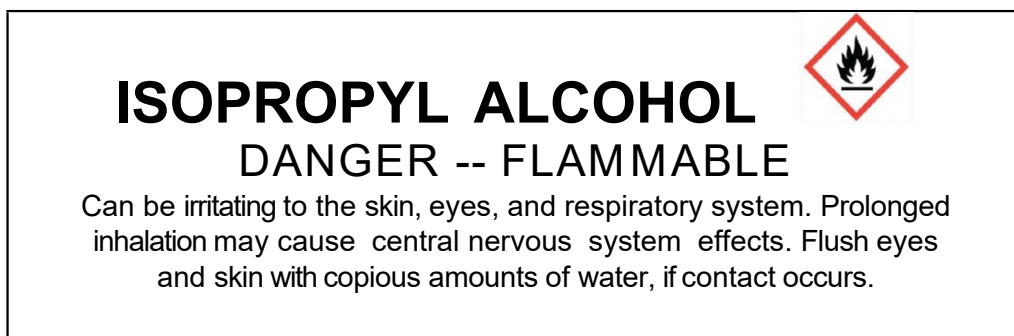 ISOPROPYL ALCOHOL
DANGER -- FLAMMABLE
Can be irritating to the skin, eyes, and respiratory system. Prolonged
inhalation may cause central nervous system effects. Flush eyes
and skin with copious amounts of water, if contact occurs.